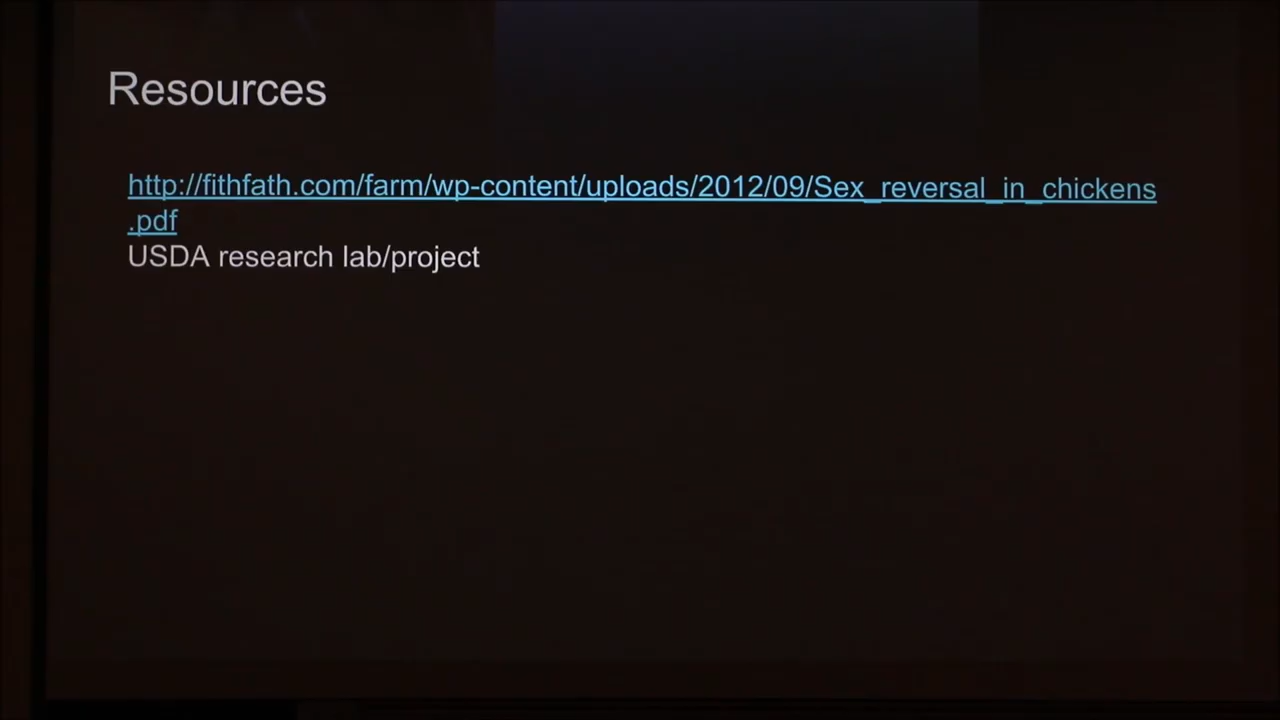 Resources
http://fithfath.com/farm/wp-content/uploads/2012/09/Sex_reversal_in_chickens
.pdf
USDA research lab/project